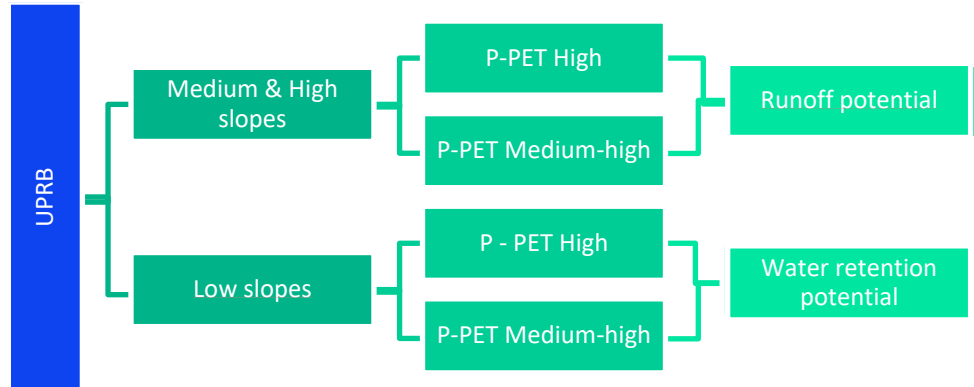 UPRB
Medium & High
slopes
P-PET High
P-PET Medium-high
Runoff potential
Low slopes
P - PET High
P-PET Medium-high
Water retention
potential